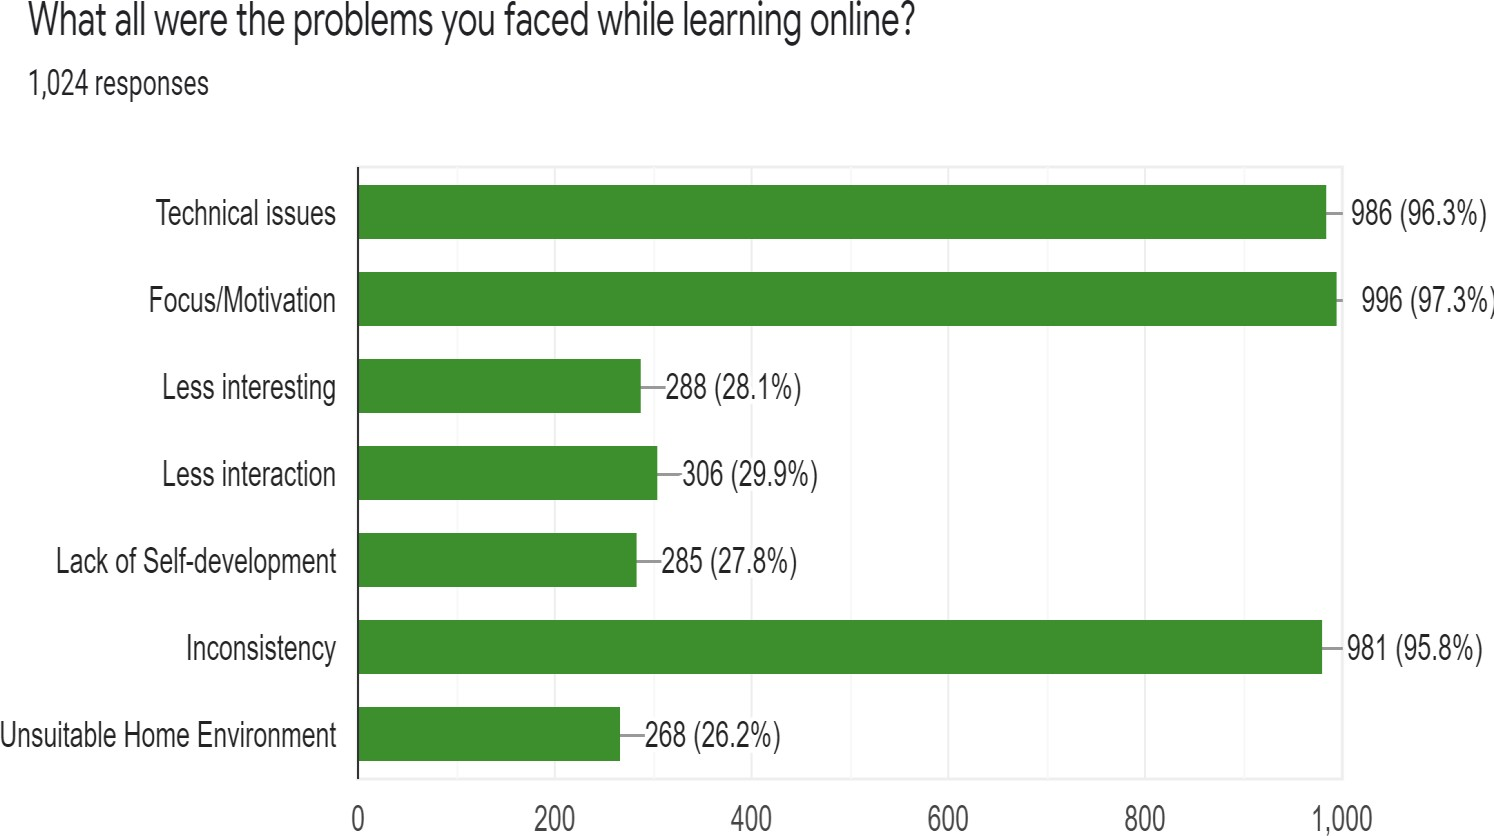 What all were the problems you faced while learning online?
1,024 responses
Technical issues 986 (96.3%)
Focus/Motivation 996 (97.3%)
Less interesting 288 (28.1%)
Less interaction 306 (29.9%)
Lack of Self-development 285 (27.8%)
Inconsistency 981 (95.8%)
Unsuitable Home Environment 268 (26.2%)
0 200 400 600 800 1,000